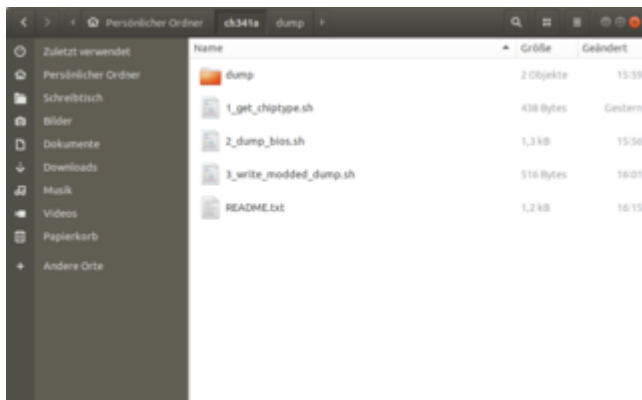 Persönlicher Ordner ch341a dump
Zuletzt verwendet
Persönlicher Ordner
Schreibtisch
Bilder
Dokumente
Downloads
Musik
Videos
Papierkorb
Andere Orte
Name Größe Geändert
dump 2 Objekte 15:59
1_get_chiptype.sh 438 Bytes Gestern
2_dump_bios.sh 1,3 kB 15:56
3_write_modded_dump.sh 516 Bytes 16:01
README.txt 1,2 kB 16:15